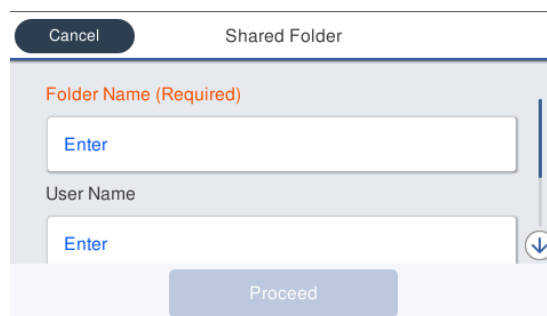 Cancel
Shared Folder
Folder Name (Required)
Enter
User Name
Enter
Proceed